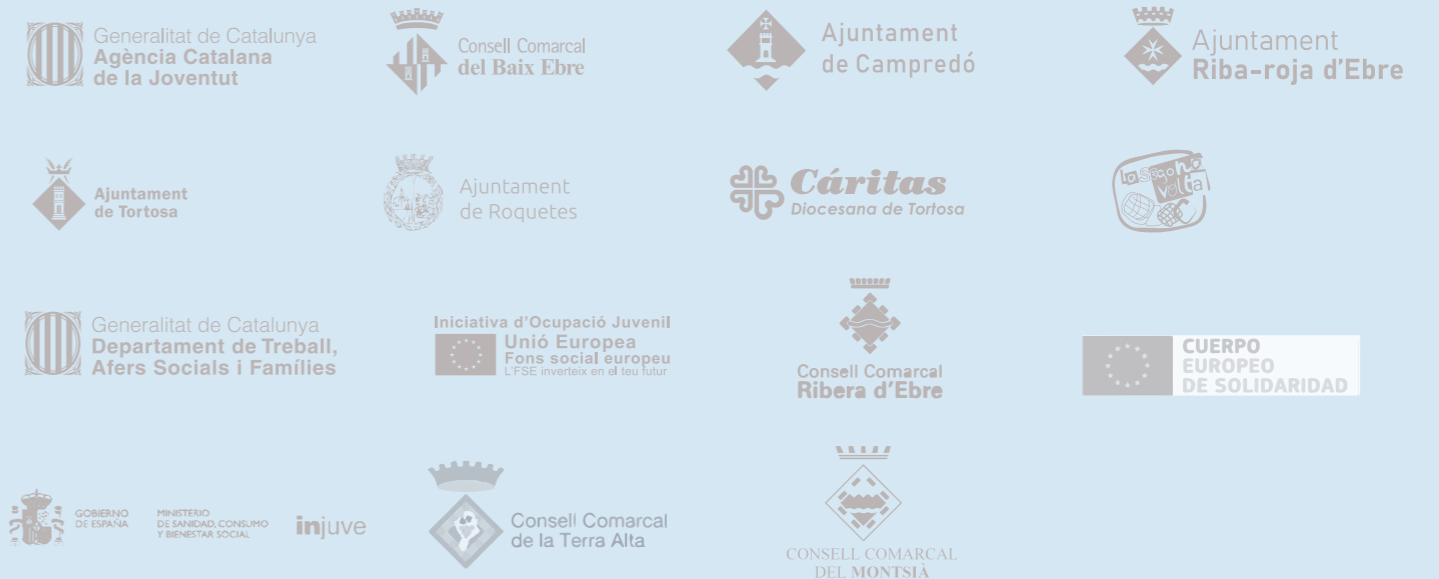 Generalitat de Catalunya
Agència Catalana
de la Joventut
Consell Comarcal
del Baix Ebre
Ajuntament
de Campredó
Ajuntament
Riba-roja d'Ebre
Ajuntament
de Tortosa
Ajuntament
de Roquetes
Cáritas
Diocesana de Tortosa
la segona
volta
Generalitat de Catalunya
Departament de Treball,
Afers Socials i Famílies
Iniciativa d'Ocupació Juvenil
Unió Europea
Fons social europeu
L'FSE inverteix en el teu futur
Consell Comarcal
Ribera d'Ebre
CUERPO
EUROPEO
DE SOLIDARIDAD
GOBIERNO
DE ESPAÑA
MINISTERIO
DE SANIDAD, CONSUMO
Y BIENESTAR SOCIAL
injuve
Consell Comarcal
de la Terra Alta
CONSELL COMARCAL
DEL MONTSIÀ